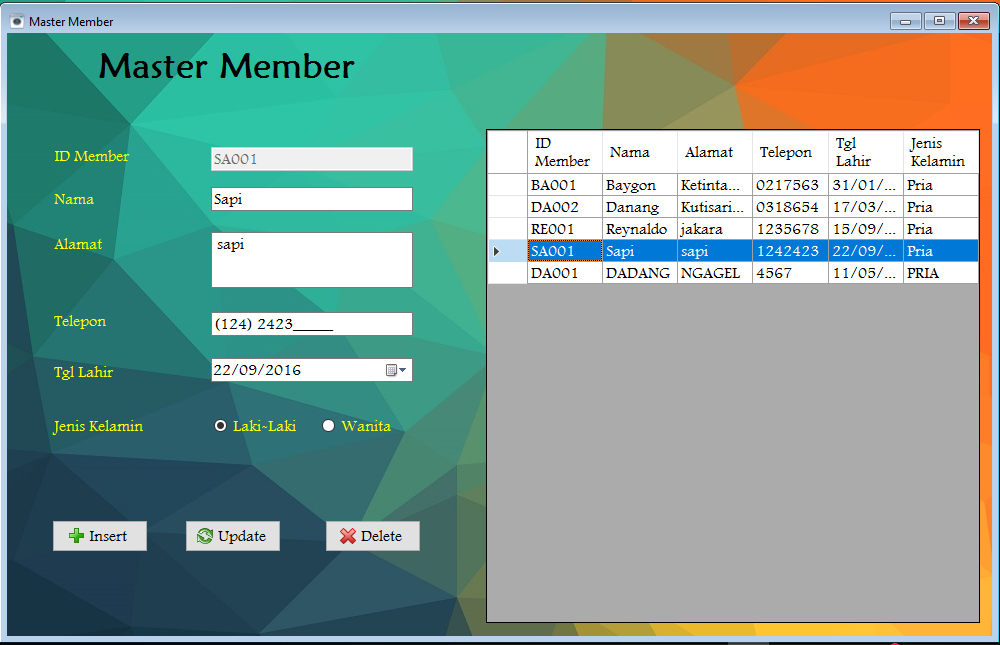 Master Member
Master Member
ID Member SA001
Nama Sapi
Alamat sapi
Telepon (124) 2423_____
Tgl Lahir 22/09/2016
Jenis Kelamin Laki-Laki Wanita
Insert Update Delete
ID Member Nama Alamat Telepon Tgl Lahir Jenis Kelamin
BA001 Baygon Ketinta... 0217563 31/01/... Pria
DA002 Danang Kutisari... 0318654 17/03/... Pria
RE001 Reynaldo jakara 1235678 15/09/... Pria
SA001 Sapi sapi 1242423 22/09/... Pria
DA001 DADANG NGAGEL 4567 11/05/... PRIA